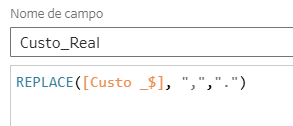 Nome de campo
Custo_Real
REPLACE([Custo _$], ",",".")